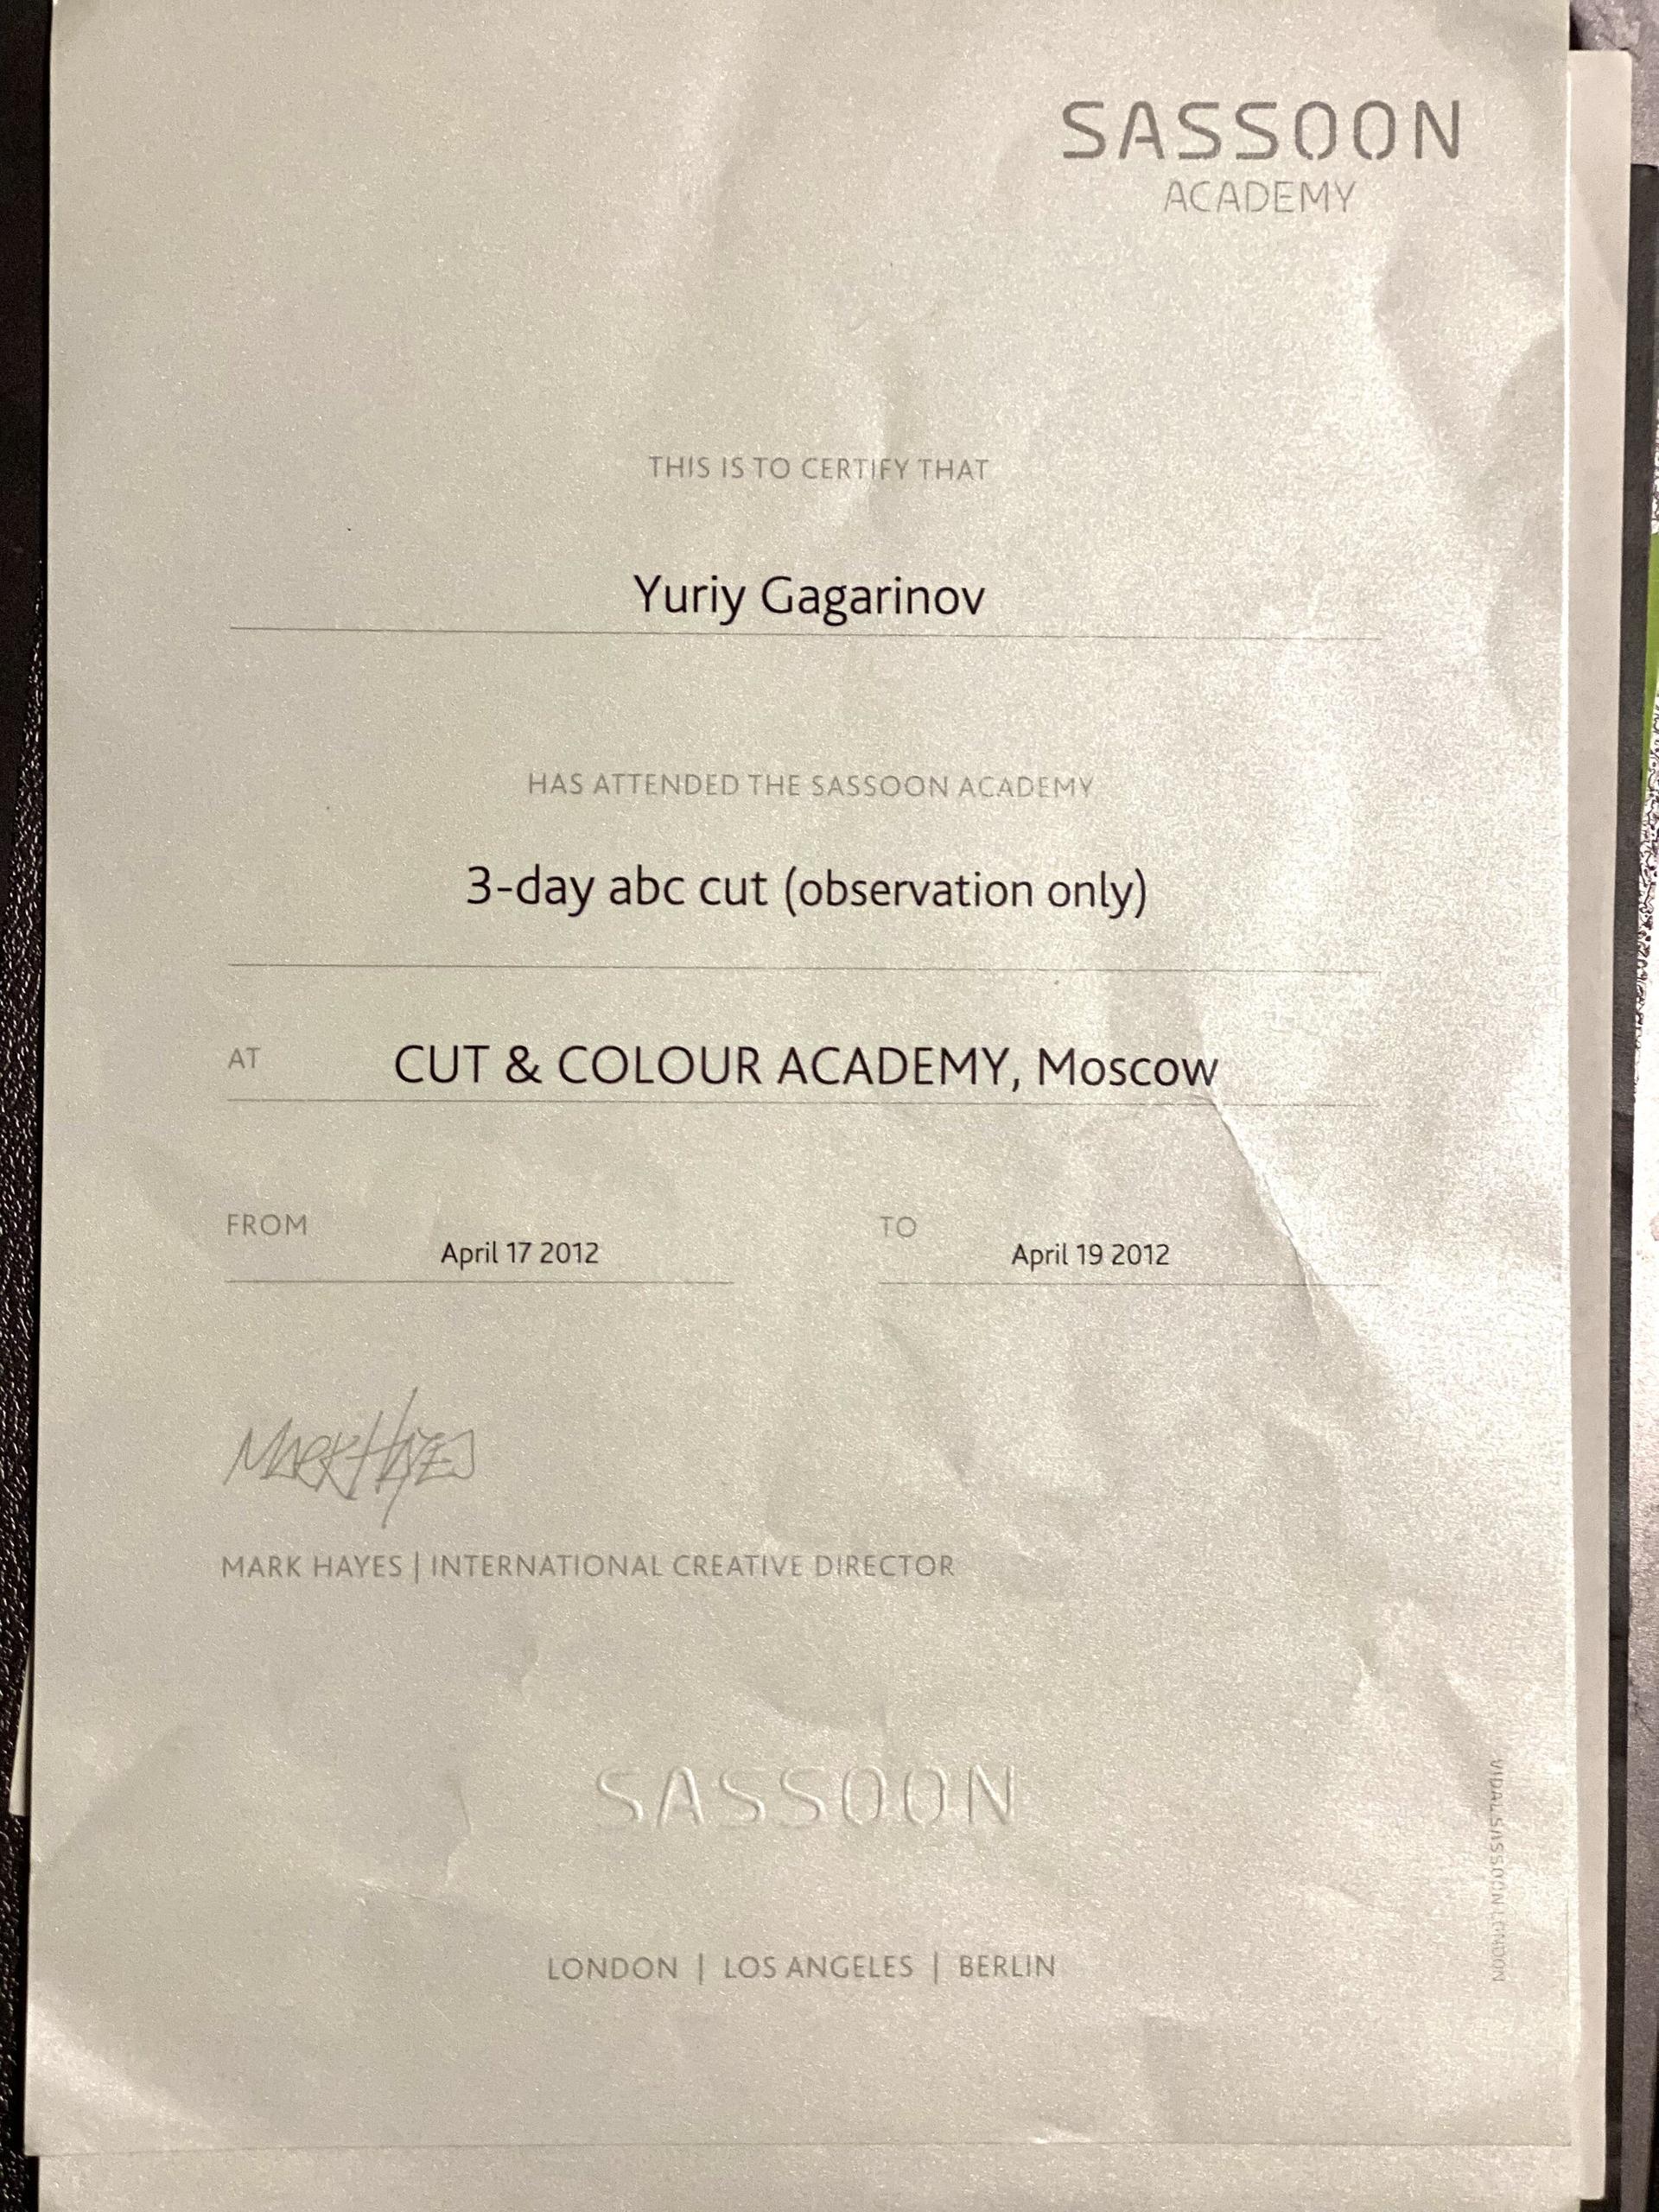 SASSOON
ACADEMY
THIS IS TO CERTIFY THAT
Yuriy Gagarinov
HAS ATTENDED THE SASSOON ACADEMY
3-day abc cut (observation only)
AT CUT & COLOUR ACADEMY, Moscow
FROM April 17 2012 TO April 19 2012
MARK HAYES
MARK HAYES | INTERNATIONAL CREATIVE DIRECTOR
SASSOON
VIDAL SASSOON LONDON
LONDON | LOS ANGELES | BERLIN